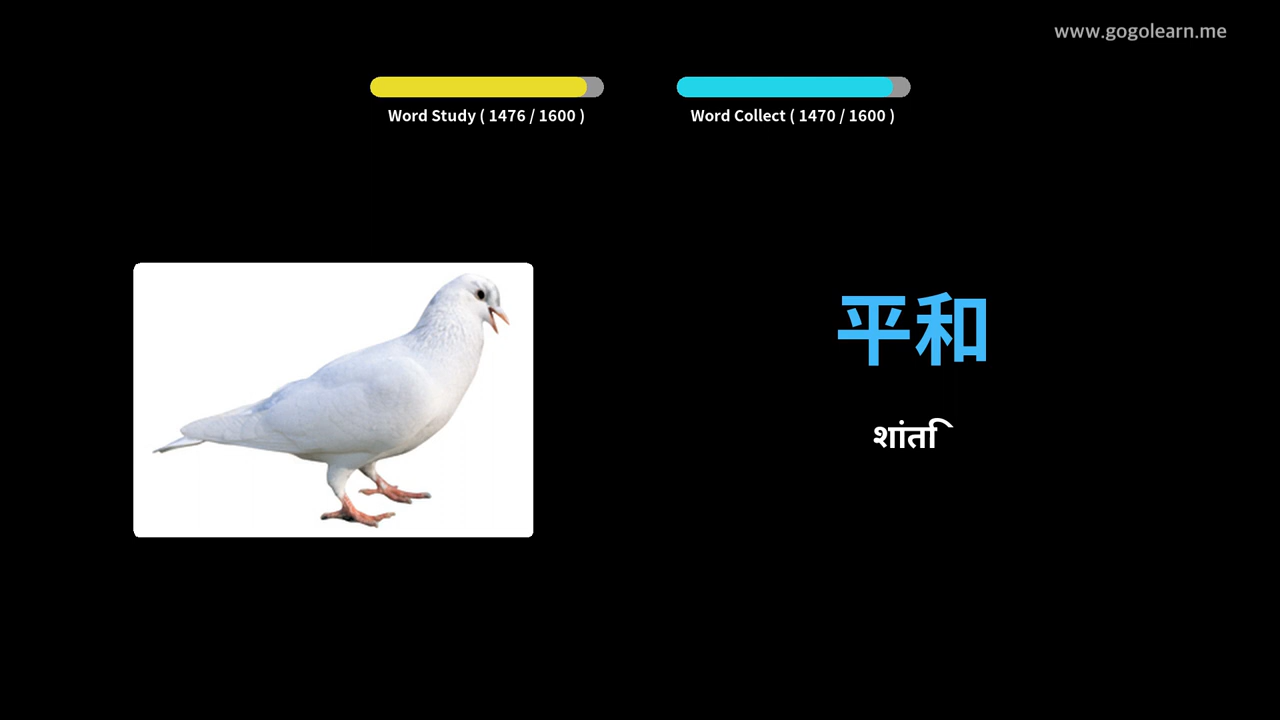 www.gogolearn.me
Word Study ( 1476 / 1600 )
Word Collect ( 1470 / 1600 )
平和
शांति